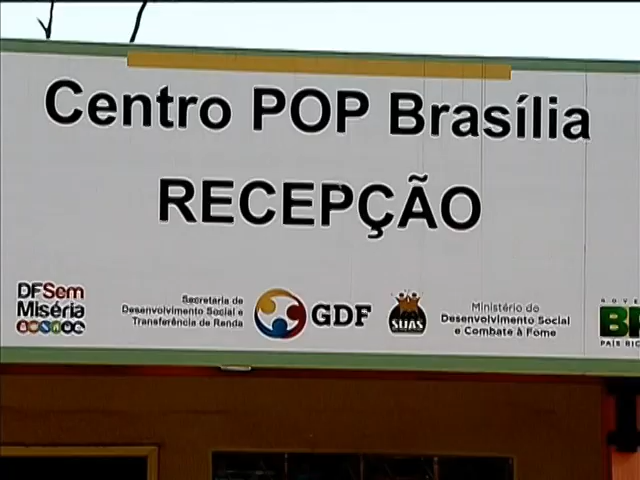 Centro POP Brasília
RECEPÇÃO
DFSem
Miséria
Secretaria de
Desenvolvimento Social e
Transferência de Renda
GDF
SUAS
Ministério do
Desenvolvimento Social
e Combate à Fome